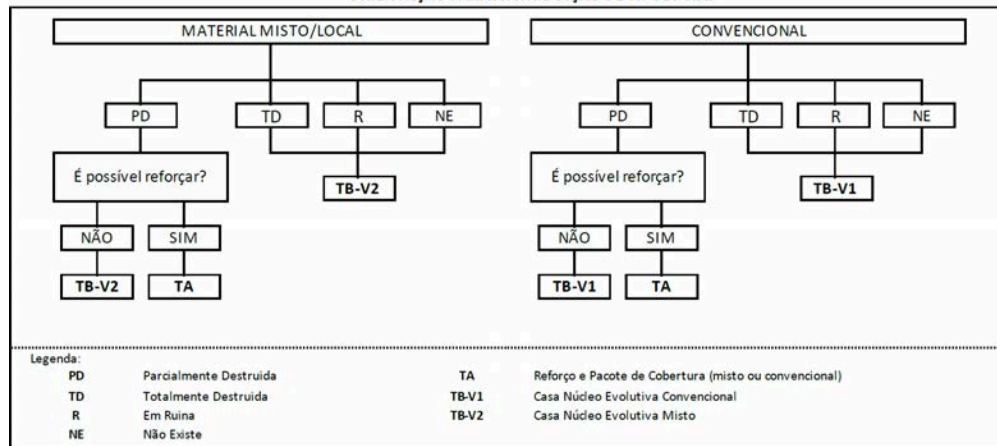 MATERIAL MISTO/LOCAL CONVENCIONAL
PD TD R NE PD TD R NE
É possível reforçar? TB-V2 É possível reforçar? TB-V1
NÃO SIM NÃO SIM
TB-V2 TA TB-V1 TA
Legenda:
PD Parcialmente Destruida TA Reforço e Pacote de Cobertura (misto ou convencional)
TD Totalmente Destruida TB-V1 Casa Núcleo Evolutiva Convencional
R Em Ruina TB-V2 Casa Núcleo Evolutiva Misto
NE Não Existe